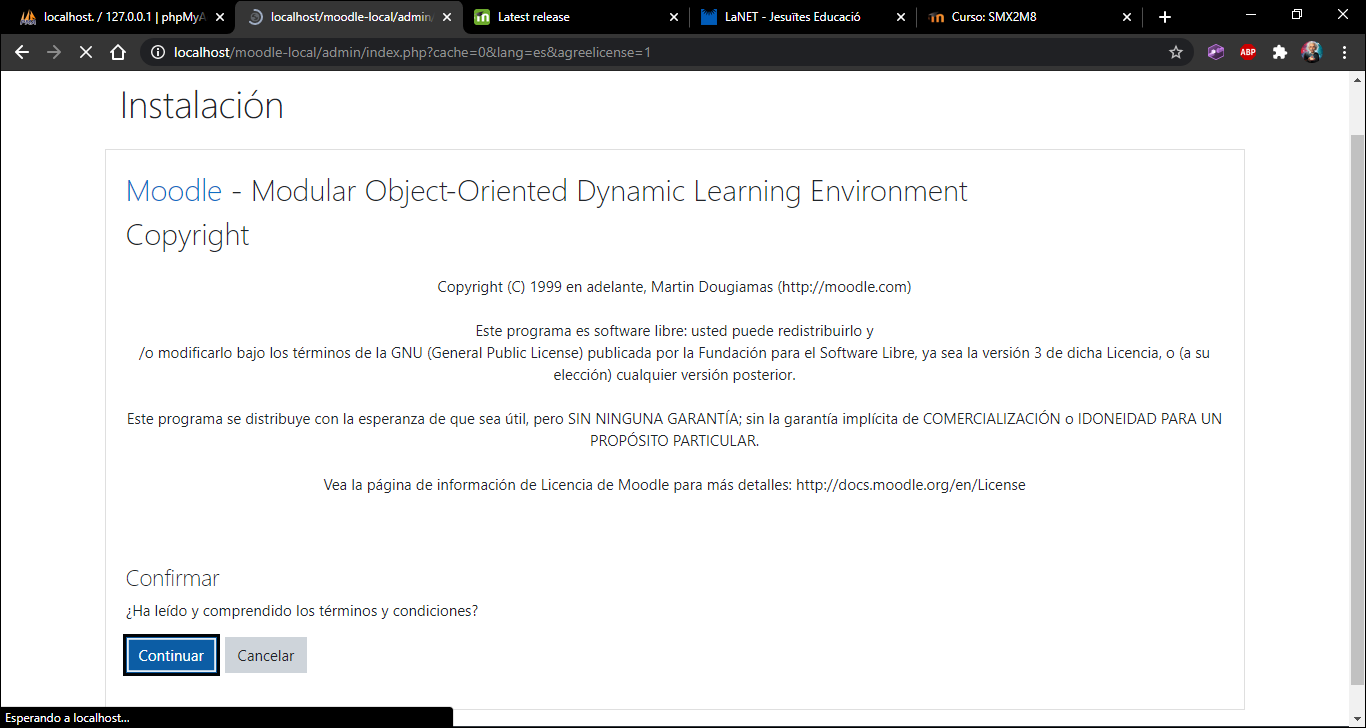 localhost. / 127.0.0.1 | phpMyA
localhost/moodle-local/admin/
Latest release
LaNET - Jesuïtes Educació
Curso: SMX2M8
localhost/moodle-local/admin/index.php?cache=0&lang=es&agreelicense=1
ABP
Instalación
Moodle - Modular Object-Oriented Dynamic Learning Environment
Copyright
Copyright (C) 1999 en adelante, Martin Dougiamas (http://moodle.com)
Este programa es software libre: usted puede redistribuirlo y
/o modificarlo bajo los términos de la GNU (General Public License) publicada por la Fundación para el Software Libre, ya sea la versión 3 de dicha Licencia, o (a su
elección) cualquier versión posterior.
Este programa se distribuye con la esperanza de que sea útil, pero SIN NINGUNA GARANTÍA; sin la garantía implícita de COMERCIALIZACIÓN o IDONEIDAD PARA UN
PROPÓSITO PARTICULAR.
Vea la página de información de Licencia de Moodle para más detalles: http://docs.moodle.org/en/License
Confirmar
¿Ha leído y comprendido los términos y condiciones?
Continuar
Cancelar
Esperando a localhost...